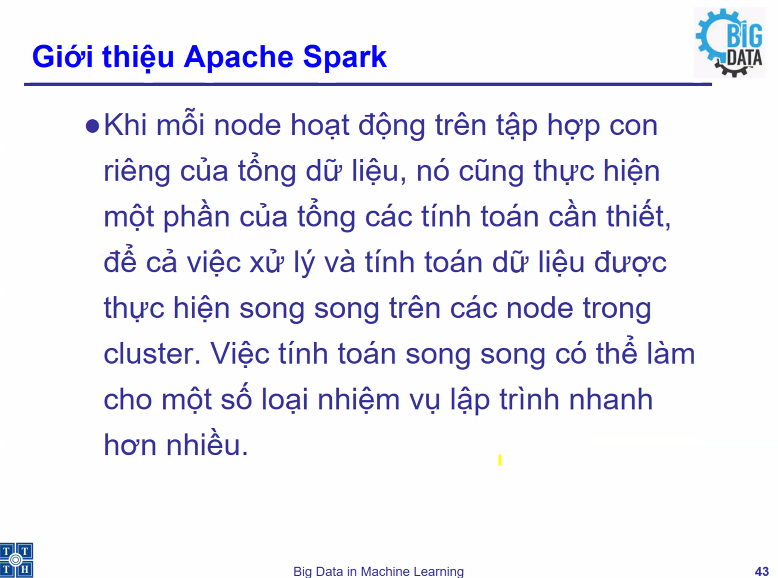 Giới thiệu Apache Spark
BIG
DATA
●Khi mỗi node hoạt động trên tập hợp con
riêng của tổng dữ liệu, nó cũng thực hiện
một phần của tổng các tính toán cần thiết,
để cả việc xử lý và tính toán dữ liệu được
thực hiện song song trên các node trong
cluster. Việc tính toán song song có thể làm
cho một số loại nhiệm vụ lập trình nhanh
hơn nhiều.
T T
T H
Big Data in Machine Learning
43